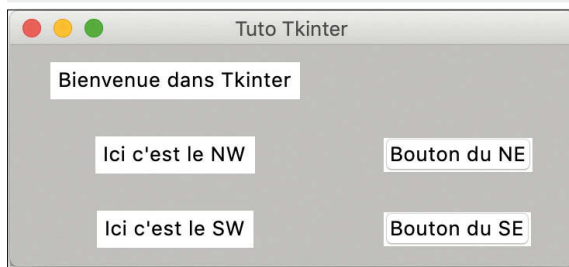 Tuto Tkinter
Bienvenue dans Tkinter
Ici c'est le NW Bouton du NE
Ici c'est le SW Bouton du SE